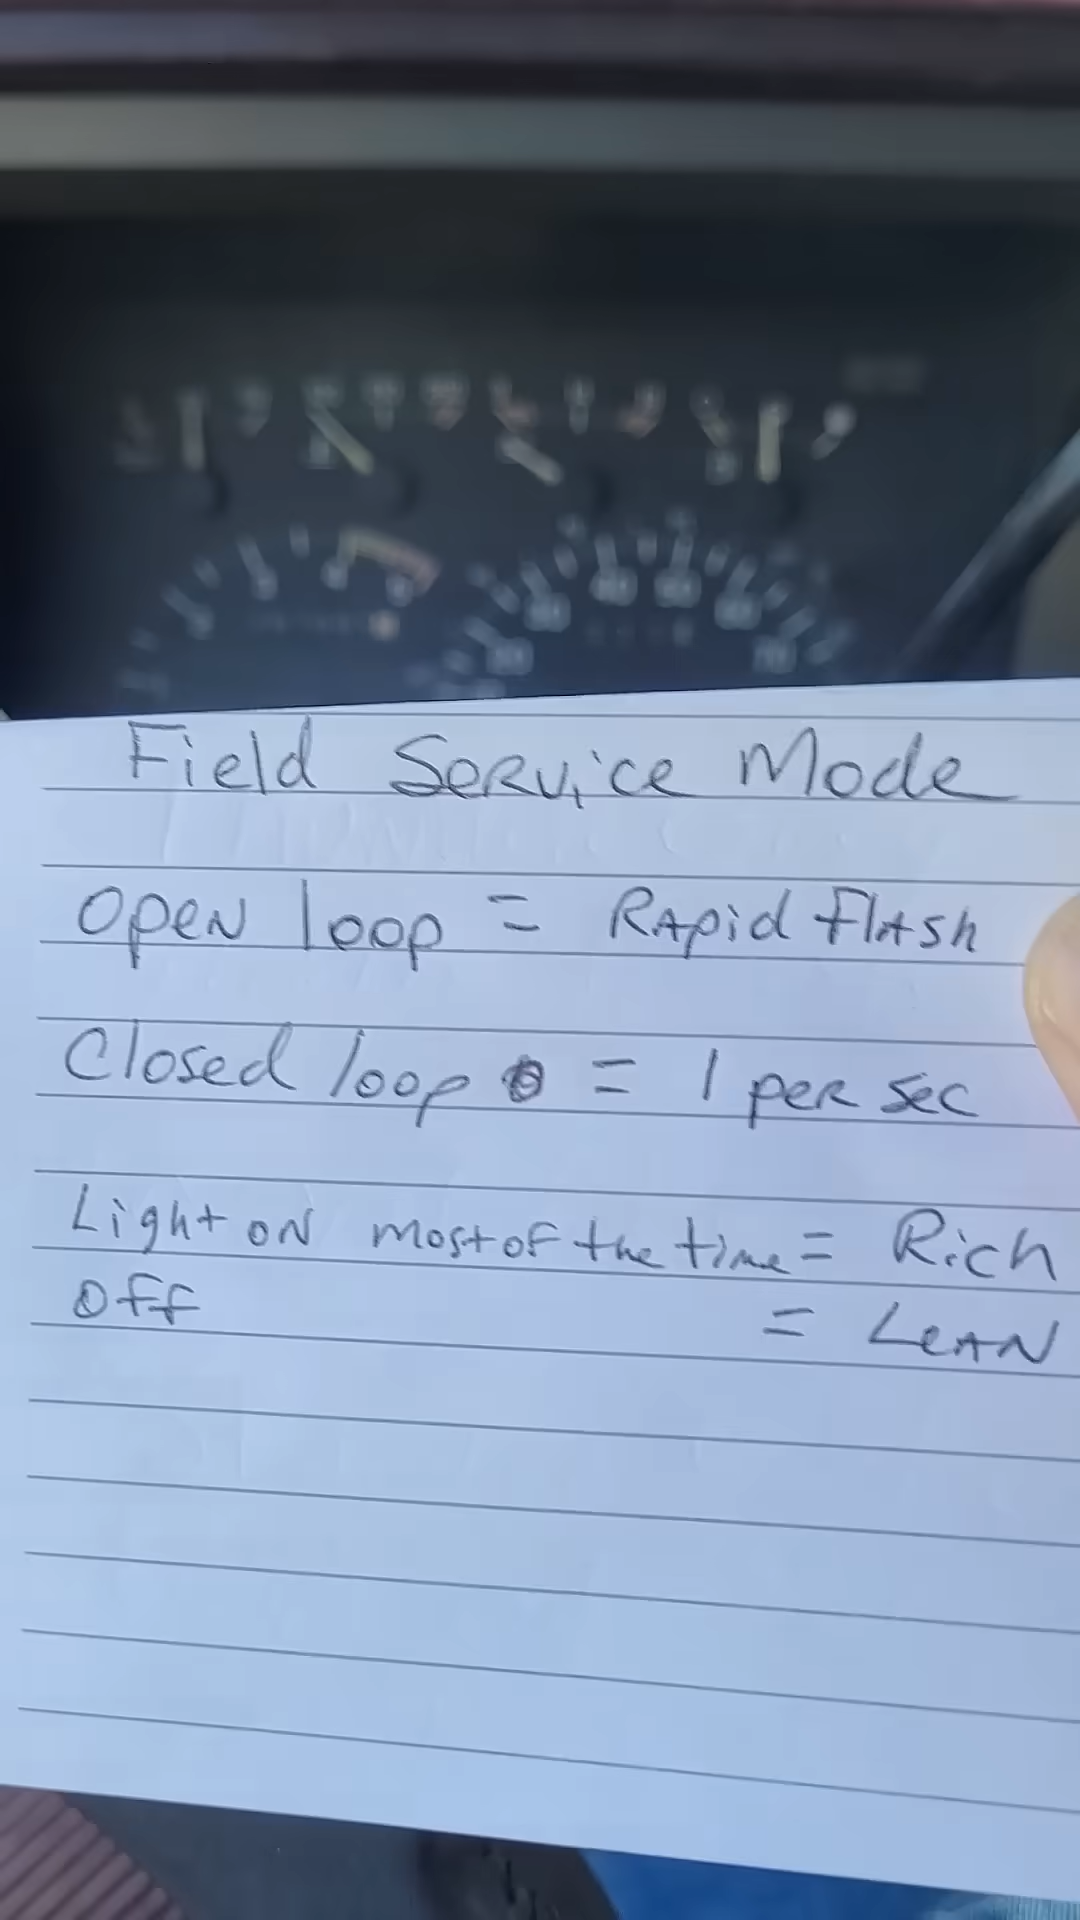 Field Service Mode
Open loop = Rapid Flash
Closed loop = 1 per sec
Light on most of the time = Rich
off = Lean